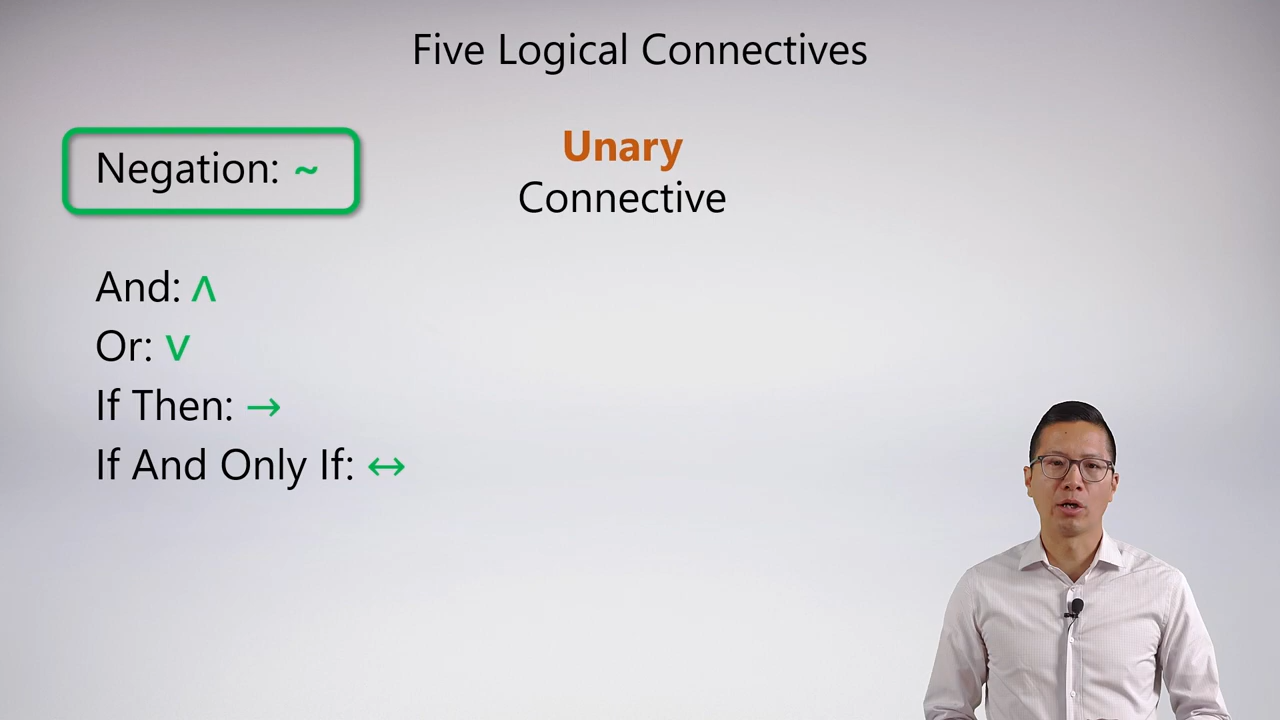 Five Logical Connectives
Negation: ~
Unary
Connective
And: ∧
Or: ∨
If Then: →
If And Only If: ↔